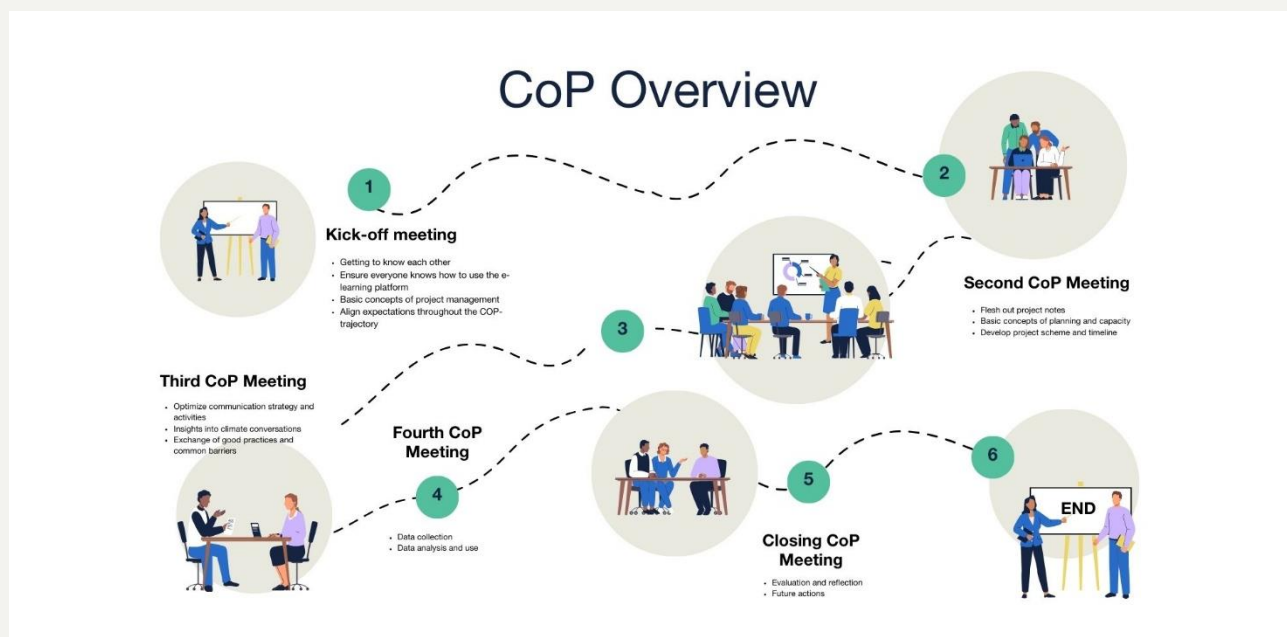 CoP Overview
1
Kick-off meeting
• Getting to know each other
• Ensure everyone knows how to use the e-
learning platform
• Basic concepts of project management
• Align expectations throughout the COP-
trajectory
2
Second CoP Meeting
• Flesh out project notes
• Basic concepts of planning and capacity
• Develop project scheme and timeline
3
Third CoP Meeting
• Optimize communication strategy and
activities
• Insights into climate conversations
• Exchange of good practices and
common barriers
Fourth CoP
Meeting
4
• Data collection
• Data analysis and use
5
Closing CoP
Meeting
• Evaluation and reflection
• Future actions
6
END